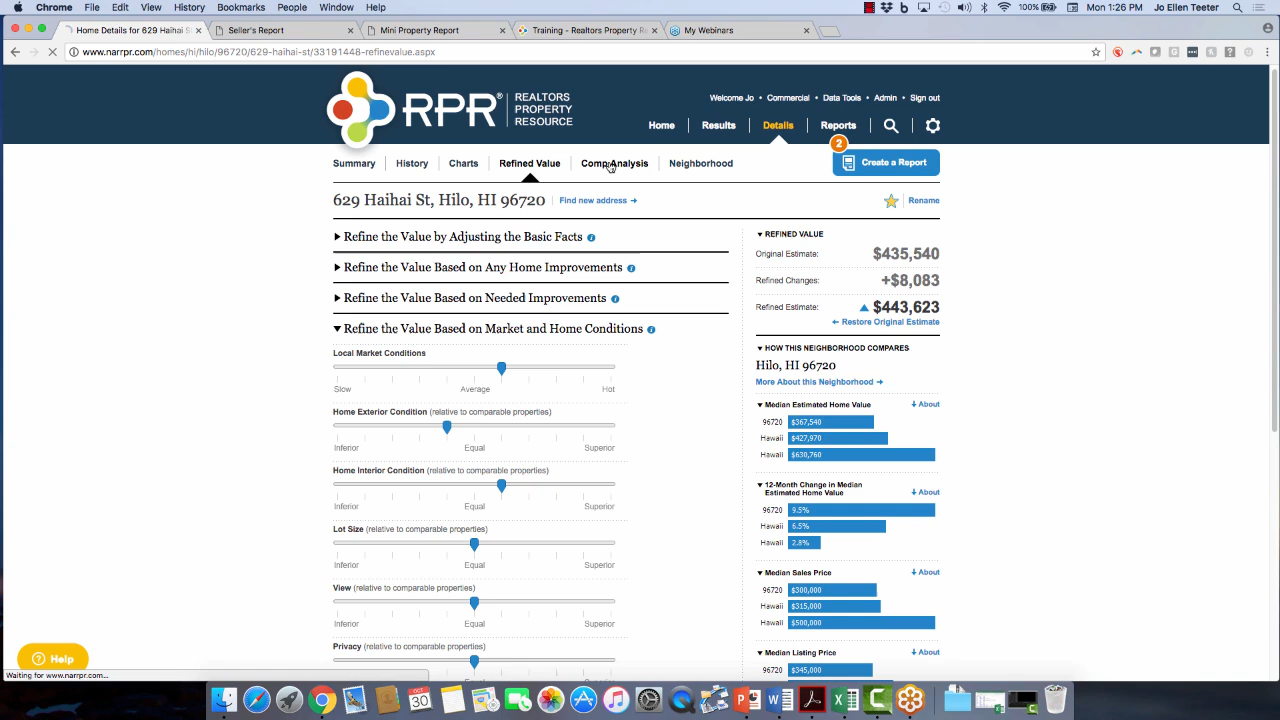 Chrome File Edit View History Bookmarks People Window Help 100% Mon 1:26 PM Jo Ellen Teeter
Home Details for 629 Haihai S
Seller's Report
Mini Property Report
Training - Realtors Property Re
My Webinars
www.narrpr.com/homes/hi/hilo/96720/629-haihai-st/33191448-refinevalue.aspx
RPR®
REALTORS
PROPERTY
RESOURCE
Welcome Jo • Commercial • Data Tools • Admin • Sign out
Home Results Details Reports
2
Summary History Charts Refined Value Comp Analysis Neighborhood
Create a Report
629 Haihai St, Hilo, HI 96720 Find new address
Rename
Refine the Value by Adjusting the Basic Facts
Refine the Value Based on Any Home Improvements
Refine the Value Based on Needed Improvements
Refine the Value Based on Market and Home Conditions
Local Market Conditions
Slow Average Hot
Home Exterior Condition (relative to comparable properties)
Inferior Equal Superior
Home Interior Condition (relative to comparable properties)
Inferior Equal Superior
Lot Size (relative to comparable properties)
Inferior Equal Superior
View (relative to comparable properties)
Inferior Equal Superior
Privacy (relative to comparable properties)
REFINED VALUE
Original Estimate: $435,540
Refined Changes: +$8,083
Refined Estimate: $443,623
Restore Original Estimate
HOW THIS NEIGHBORHOOD COMPARES
Hilo, HI 96720
More About this Neighborhood
Median Estimated Home Value About
96720 $367,540
Hawaii $427,970
Hawaii $630,760
12-Month Change in Median
Estimated Home Value About
96720 9.5%
Hawaii 6.5%
Hawaii 2.8%
Median Sales Price About
96720 $300,000
Hawaii $315,000
Hawaii $500,000
Median Listing Price About
96720 $345,000
Help
Waiting for www.narrpr.com...
OCT
30